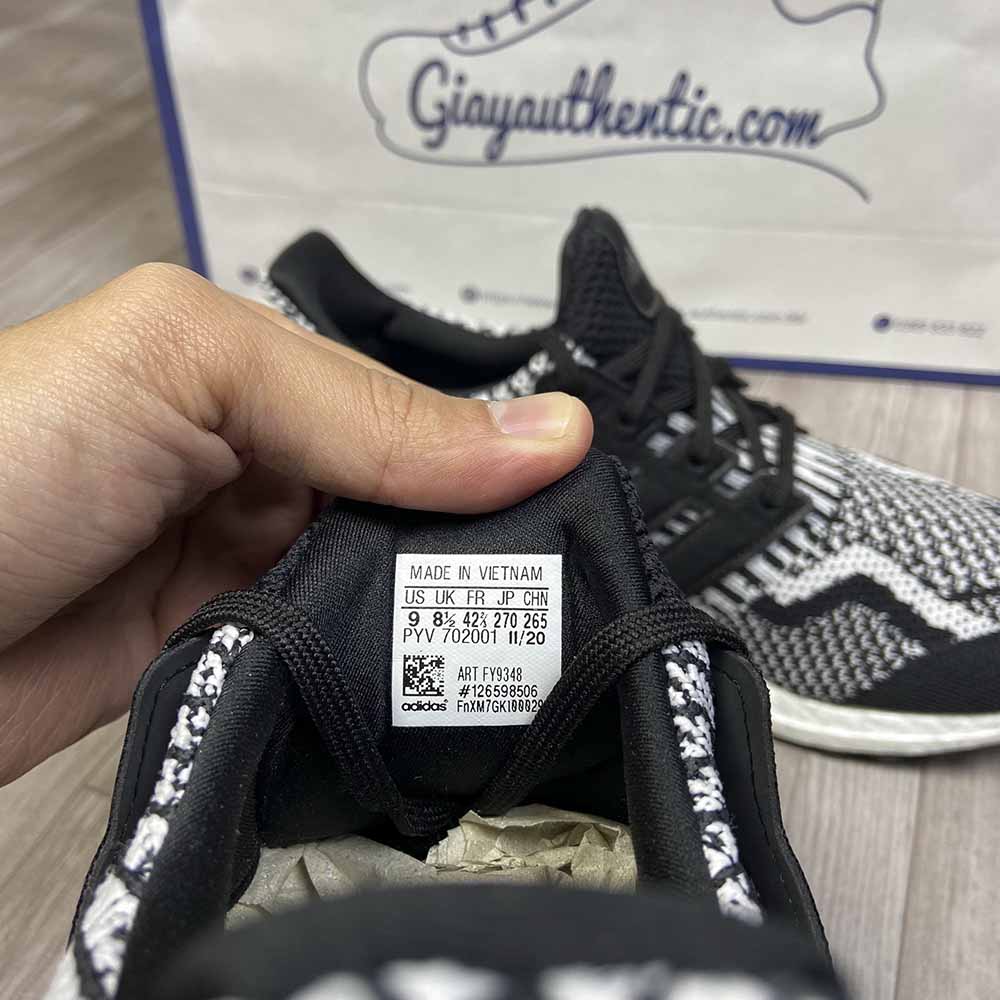 Giayauthentic.com
MADE IN VIETNAM
US UK FR JP CHN
9 8½ 42⅔ 270 265
PYV 702001 11/20
ART FY9348
#126598506
adidas